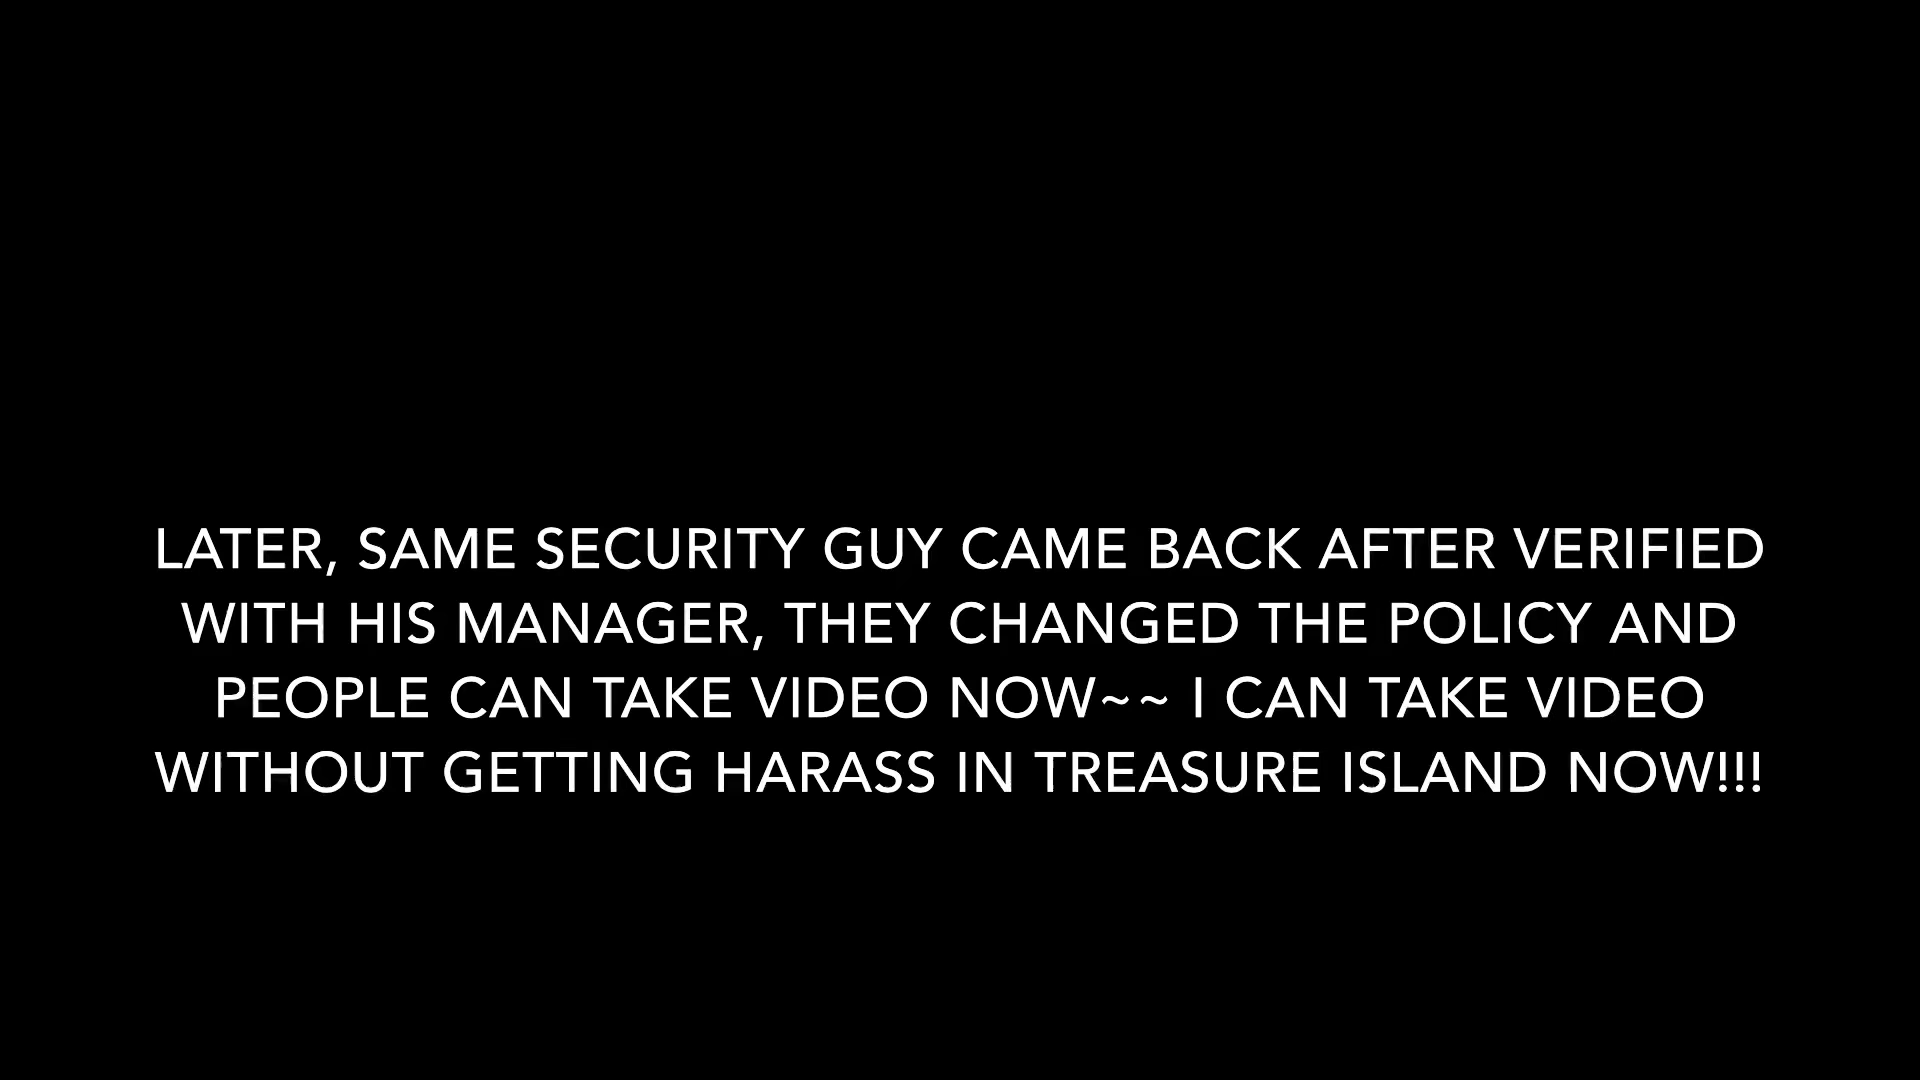 LATER, SAME SECURITY GUY CAME BACK AFTER VERIFIED
WITH HIS MANAGER, THEY CHANGED THE POLICY AND
PEOPLE CAN TAKE VIDEO NOW~~ I CAN TAKE VIDEO
WITHOUT GETTING HARASS IN TREASURE ISLAND NOW!!!